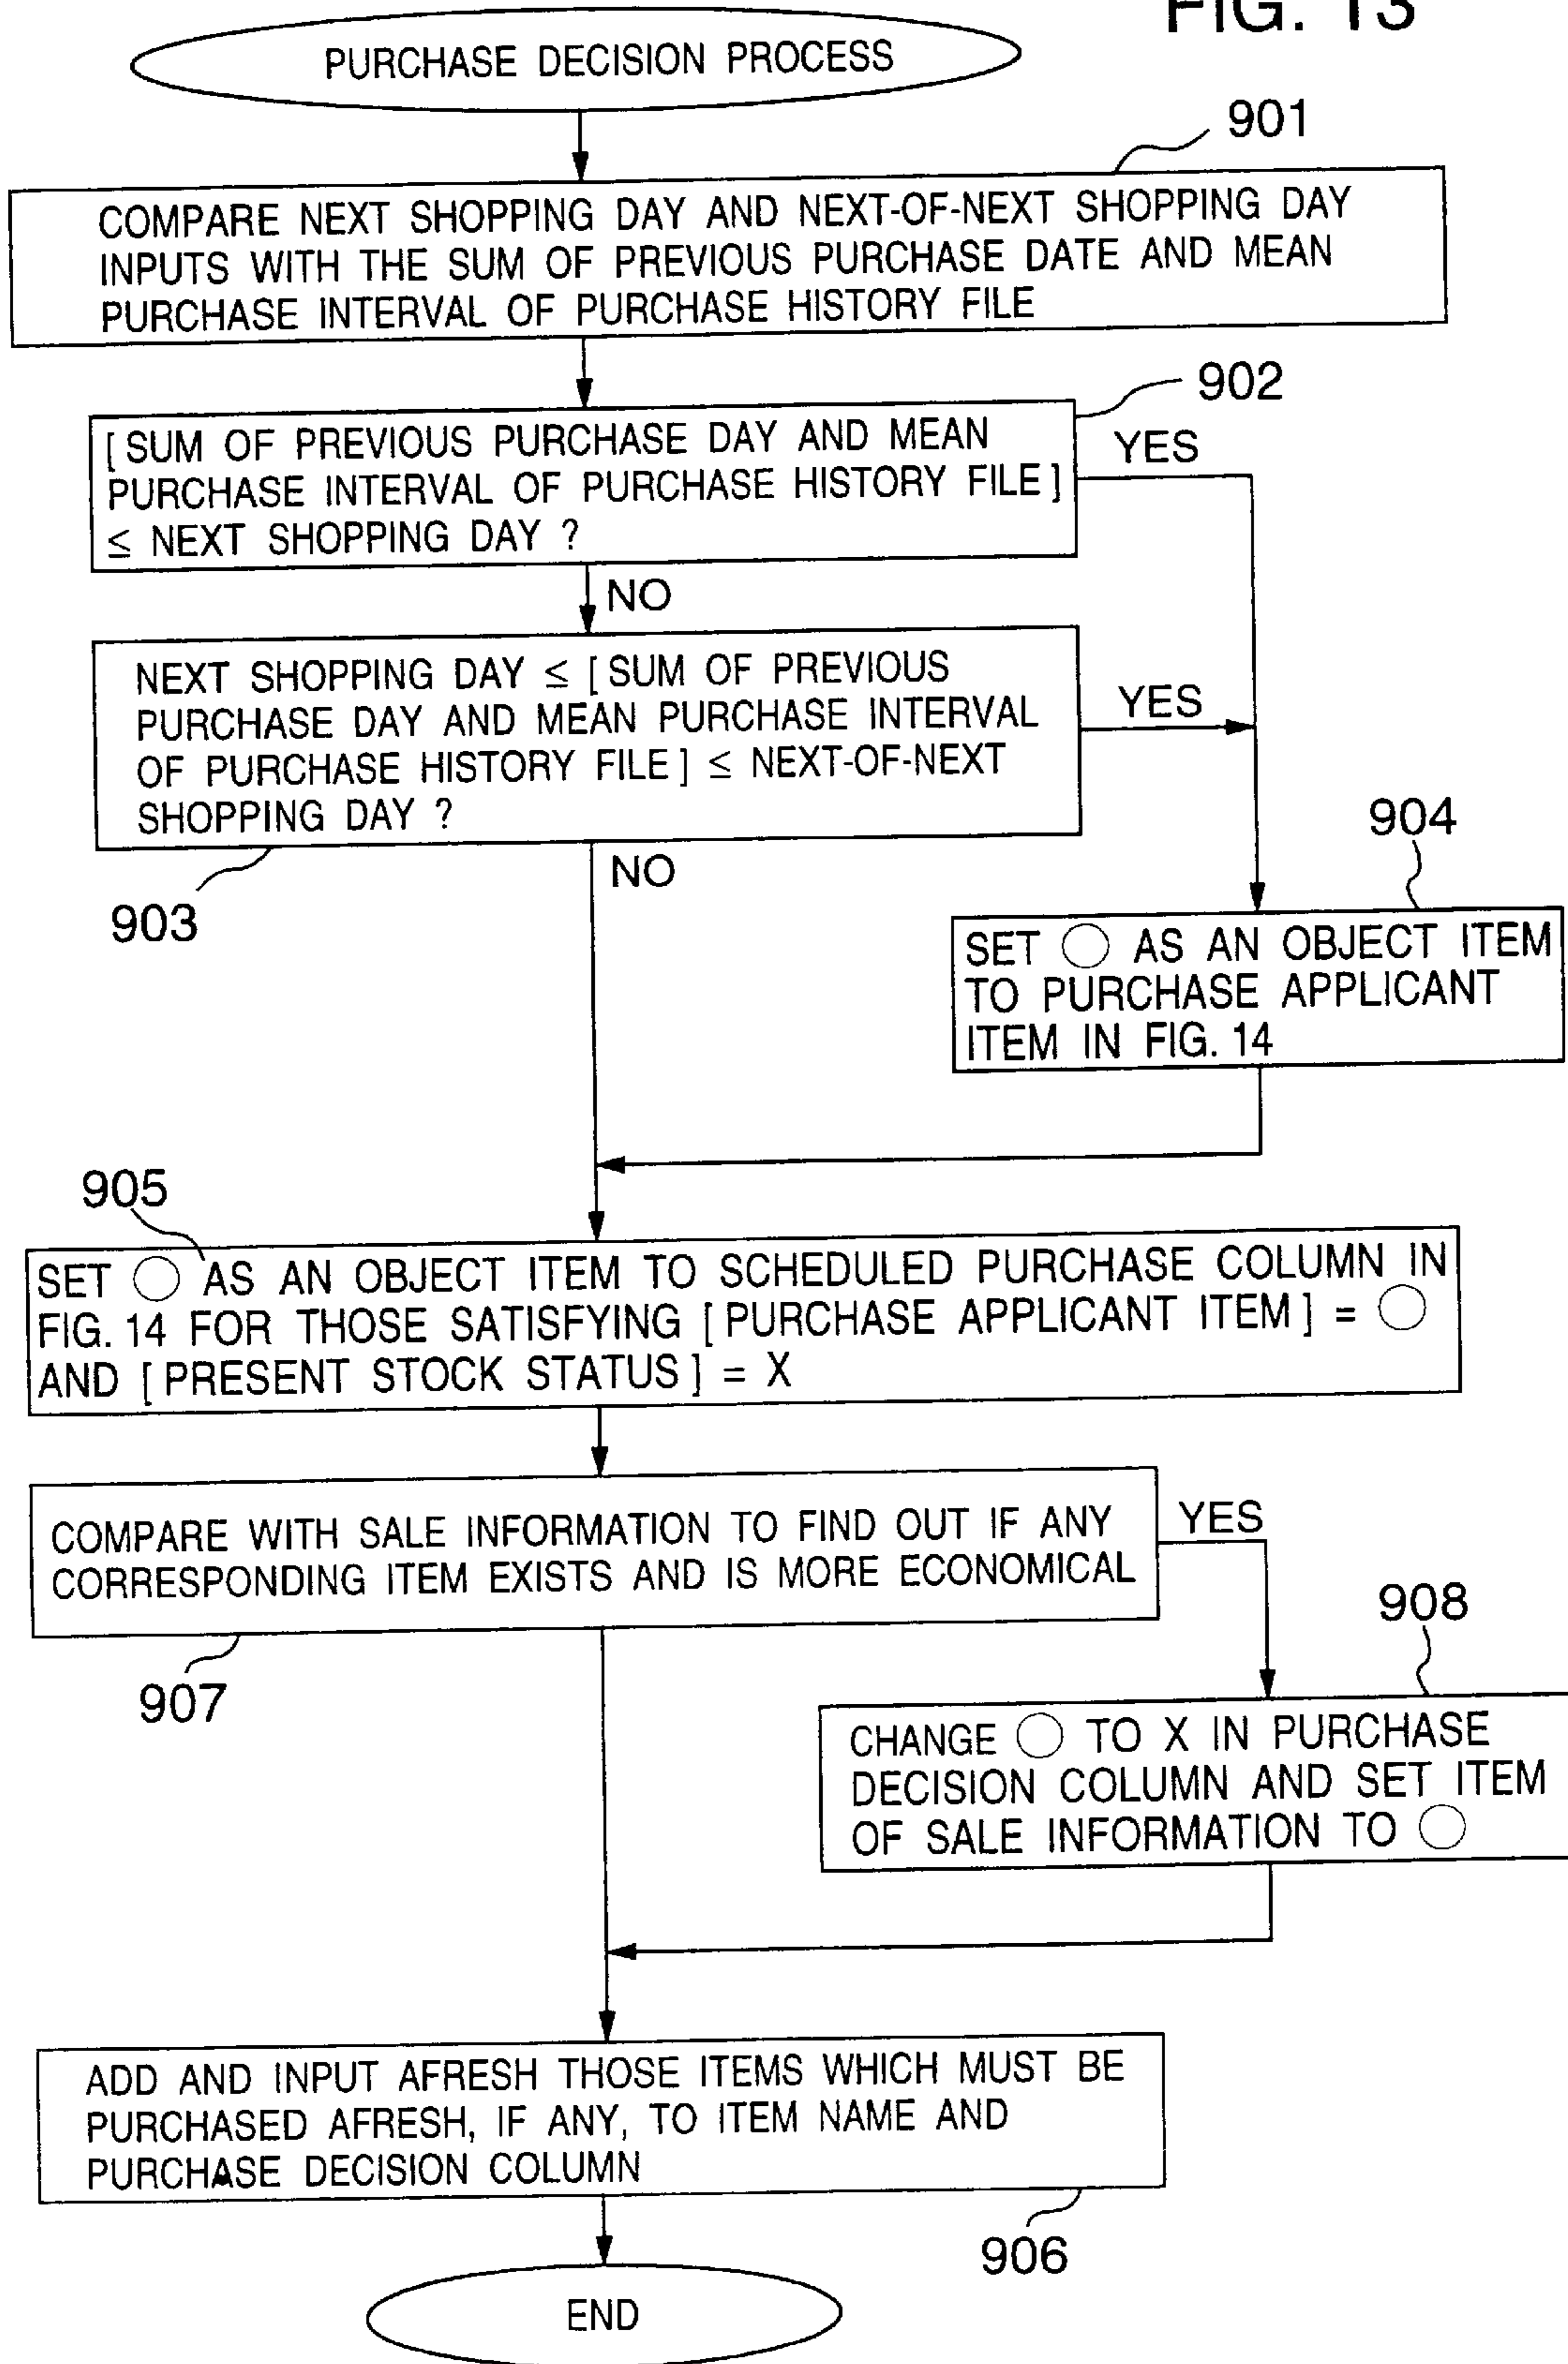 FIG. 13
PURCHASE DECISION PROCESS
901
COMPARE NEXT SHOPPING DAY AND NEXT-OF-NEXT SHOPPING DAY
INPUTS WITH THE SUM OF PREVIOUS PURCHASE DATE AND MEAN
PURCHASE INTERVAL OF PURCHASE HISTORY FILE
902
[SUM OF PREVIOUS PURCHASE DAY AND MEAN
PURCHASE INTERVAL OF PURCHASE HISTORY FILE]
≤ NEXT SHOPPING DAY ?
YES
NO
NEXT SHOPPING DAY ≤ [SUM OF PREVIOUS
PURCHASE DAY AND MEAN PURCHASE INTERVAL
OF PURCHASE HISTORY FILE] ≤ NEXT-OF-NEXT
SHOPPING DAY ?
YES
903
NO
904
SET ○ AS AN OBJECT ITEM
TO PURCHASE APPLICANT
ITEM IN FIG. 14
905
SET ○ AS AN OBJECT ITEM TO SCHEDULED PURCHASE COLUMN IN
FIG. 14 FOR THOSE SATISFYING [PURCHASE APPLICANT ITEM] = ○
AND [PRESENT STOCK STATUS] = X
COMPARE WITH SALE INFORMATION TO FIND OUT IF ANY
CORRESPONDING ITEM EXISTS AND IS MORE ECONOMICAL
YES
907
908
CHANGE ○ TO X IN PURCHASE
DECISION COLUMN AND SET ITEM
OF SALE INFORMATION TO ○
ADD AND INPUT AFRESH THOSE ITEMS WHICH MUST BE
PURCHASED AFRESH, IF ANY, TO ITEM NAME AND
PURCHASE DECISION COLUMN
906
END